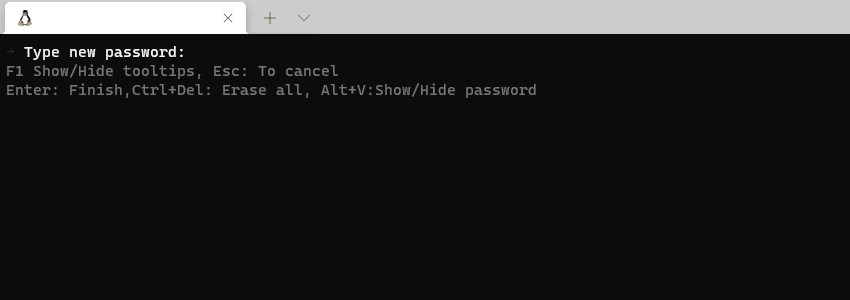 → Type new password:
F1 Show/Hide tooltips, Esc: To cancel
Enter: Finish,Ctrl+Del: Erase all, Alt+V:Show/Hide password